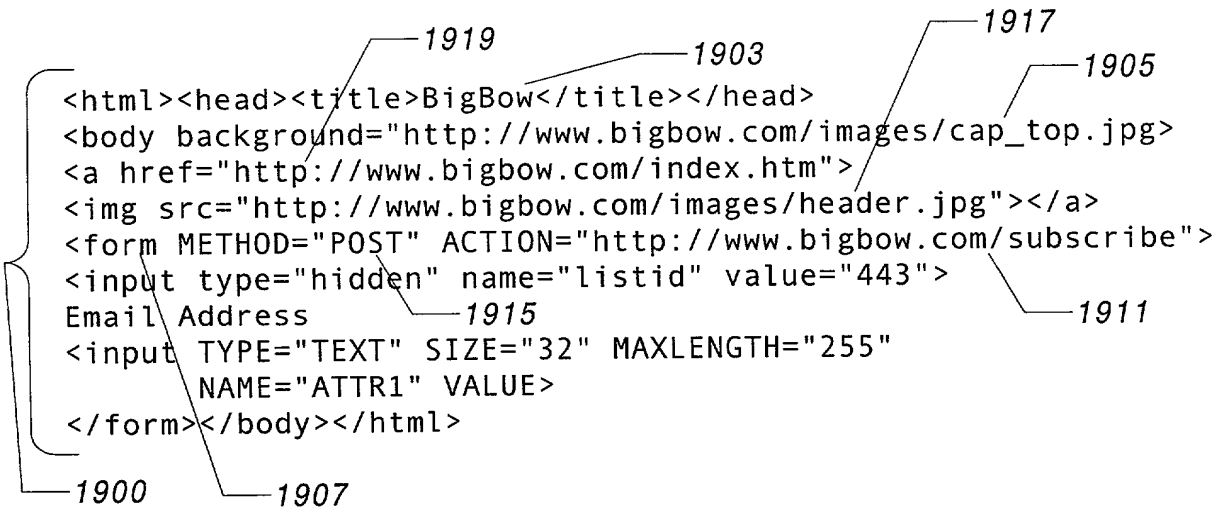 1919
1917
1903
1905
<html><head><title>BigBow</title></head>
<body background="http://www.bigbow.com/images/cap_top.jpg>
<a href="http://www.bigbow.com/index.htm">
<img src="http://www.bigbow.com/images/header.jpg"></a>
<form METHOD="POST" ACTION="http://www.bigbow.com/subscribe">
<input type="hidden" name="listid" value="443">
Email Address
1915
1911
<input TYPE="TEXT" SIZE="32" MAXLENGTH="255"
NAME="ATTR1" VALUE>
</form></body></html>
1900
1907